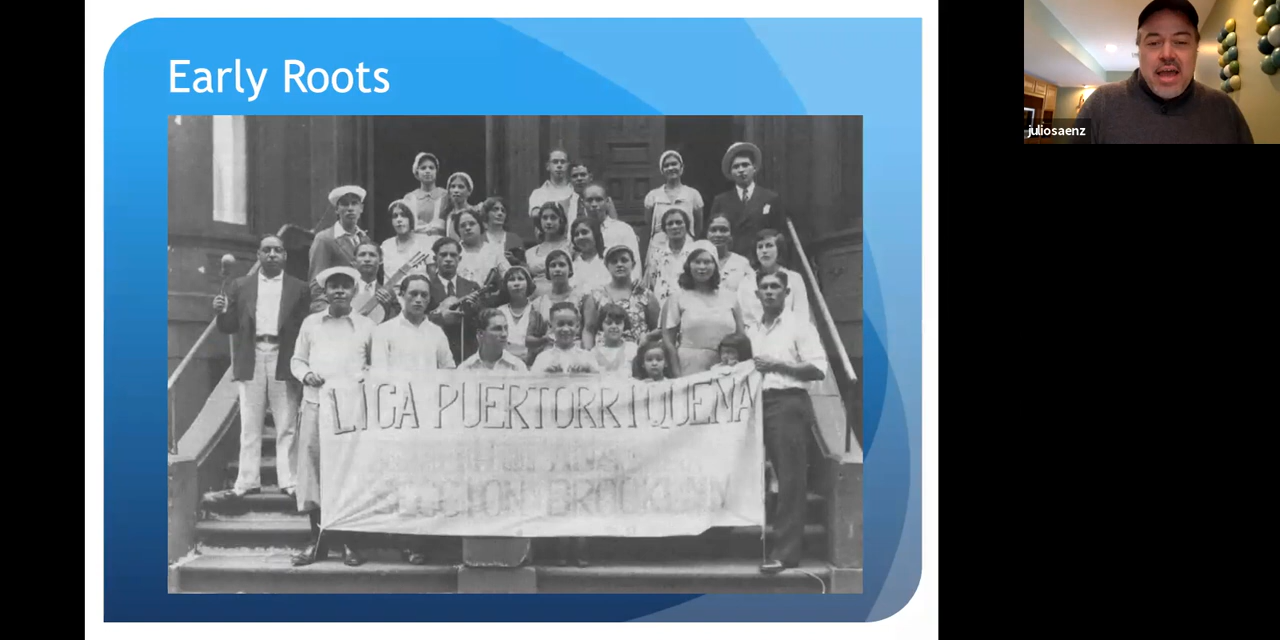 Early Roots
LIGA PUERTORRIQUEÑA
SECCION BROOKLYN
juliosaenz